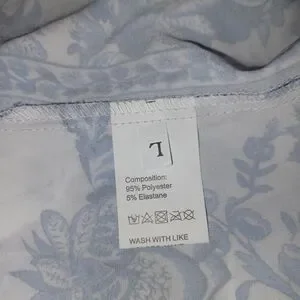 L
Composition:
95% Polyester
5% Elastane
WASH WITH LIKE